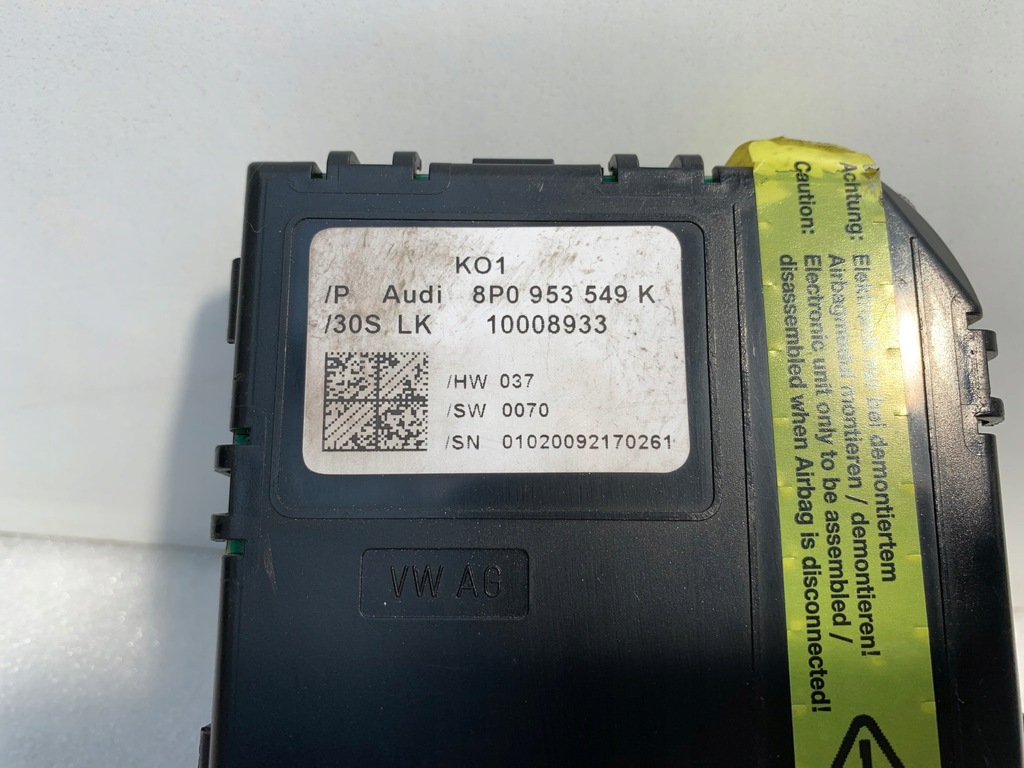 KO1
/P Audi 8P0 953 549 K
/30S LK 10008933
/HW 037
/SW 0070
/SN 01020092170261
VW AG
Achtung: bei demontiertem
Airbagmodul montieren / demontieren!
Caution: Electronic unit only to be assembled /
disassembled when Airbag is disconnected!